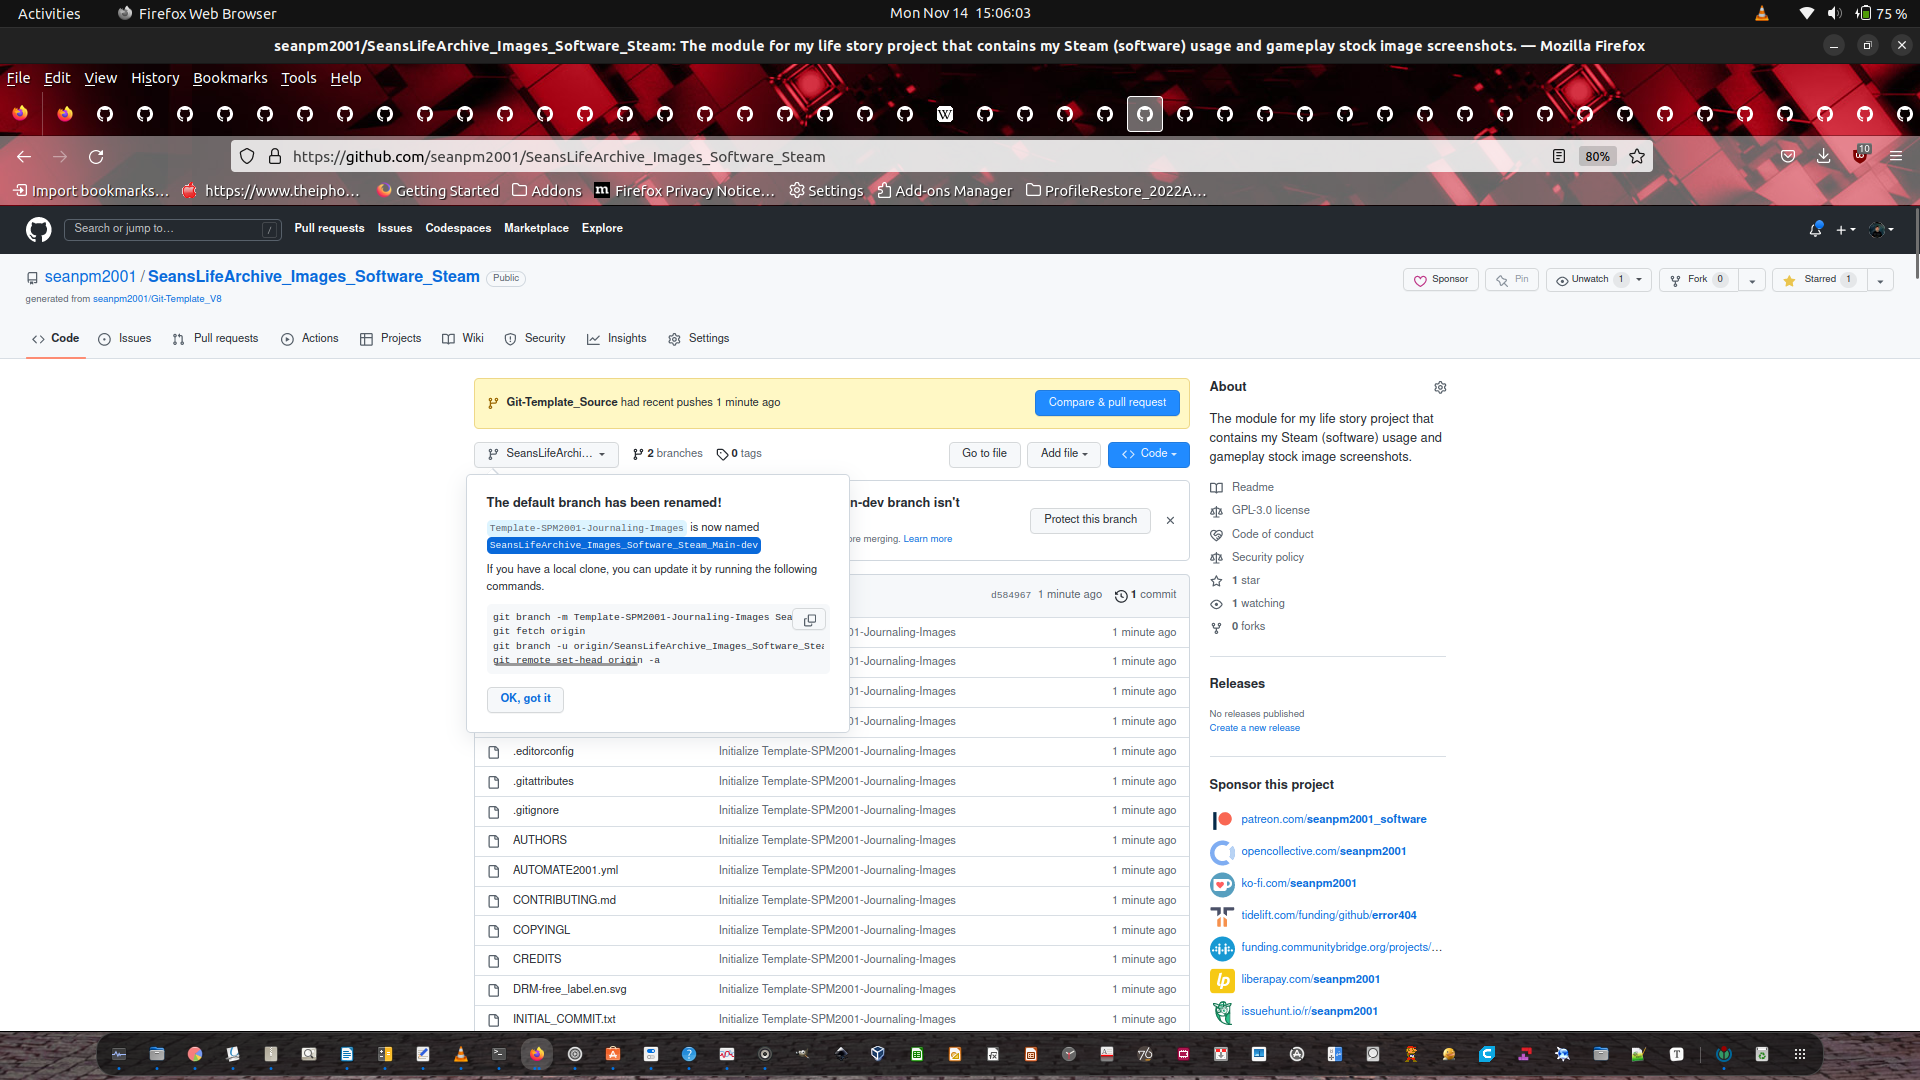 Activities
Firefox Web Browser
Mon Nov 14  15:06:03
75 %
seanpm2001/SeansLifeArchive_Images_Software_Steam: The module for my life story project that contains my Steam (software) usage and gameplay stock image screenshots. — Mozilla Firefox
File Edit View History Bookmarks Tools Help
https://github.com/seanpm2001/SeansLifeArchive_Images_Software_Steam
80%
10
Import bookmarks…
https://www.theipho…
Getting Started
Addons
Firefox Privacy Notice…
Settings
Add-ons Manager
ProfileRestore_2022A…
Search or jump to…
/
Pull requests
Issues
Codespaces
Marketplace
Explore
seanpm2001 / SeansLifeArchive_Images_Software_Steam
Public
Sponsor
Pin
Unwatch 1
Fork 0
Starred 1
generated from seanpm2001/Git-Template_V8
Code
Issues
Pull requests
Actions
Projects
Wiki
Security
Insights
Settings
Git-Template_Source had recent pushes 1 minute ago
Compare & pull request
SeansLifeArchi…
2 branches
0 tags
Go to file
Add file
Code
The default branch has been renamed!
Template-SPM2001-Journaling-Images is now named
SeansLifeArchive_Images_Software_Steam_Main-dev
If you have a local clone, you can update it by running the following
commands.
git branch -m Template-SPM2001-Journaling-Images Sea
git fetch origin
git branch -u origin/SeansLifeArchive_Images_Software_Stea
git remote set-head origin -a
OK, got it
n-dev branch isn't
Protect this branch
ore merging. Learn more
d584967 1 minute ago
1 commit
01-Journaling-Images 1 minute ago
01-Journaling-Images 1 minute ago
01-Journaling-Images 1 minute ago
01-Journaling-Images 1 minute ago
.editorconfig Initialize Template-SPM2001-Journaling-Images 1 minute ago
.gitattributes Initialize Template-SPM2001-Journaling-Images 1 minute ago
.gitignore Initialize Template-SPM2001-Journaling-Images 1 minute ago
AUTHORS Initialize Template-SPM2001-Journaling-Images 1 minute ago
AUTOMATE2001.yml Initialize Template-SPM2001-Journaling-Images 1 minute ago
CONTRIBUTING.md Initialize Template-SPM2001-Journaling-Images 1 minute ago
COPYINGL Initialize Template-SPM2001-Journaling-Images 1 minute ago
CREDITS Initialize Template-SPM2001-Journaling-Images 1 minute ago
DRM-free_label.en.svg Initialize Template-SPM2001-Journaling-Images 1 minute ago
INITIAL_COMMIT.txt Initialize Template-SPM2001-Journaling-Images 1 minute ago
About
The module for my life story project that
contains my Steam (software) usage and
gameplay stock image screenshots.
Readme
GPL-3.0 license
Code of conduct
Security policy
1 star
1 watching
0 forks
Releases
No releases published
Create a new release
Sponsor this project
patreon.com/seanpm2001_software
opencollective.com/seanpm2001
ko-fi.com/seanpm2001
tidelift.com/funding/github/error404
funding.communitybridge.org/projects/…
liberapay.com/seanpm2001
issuehunt.io/r/seanpm2001